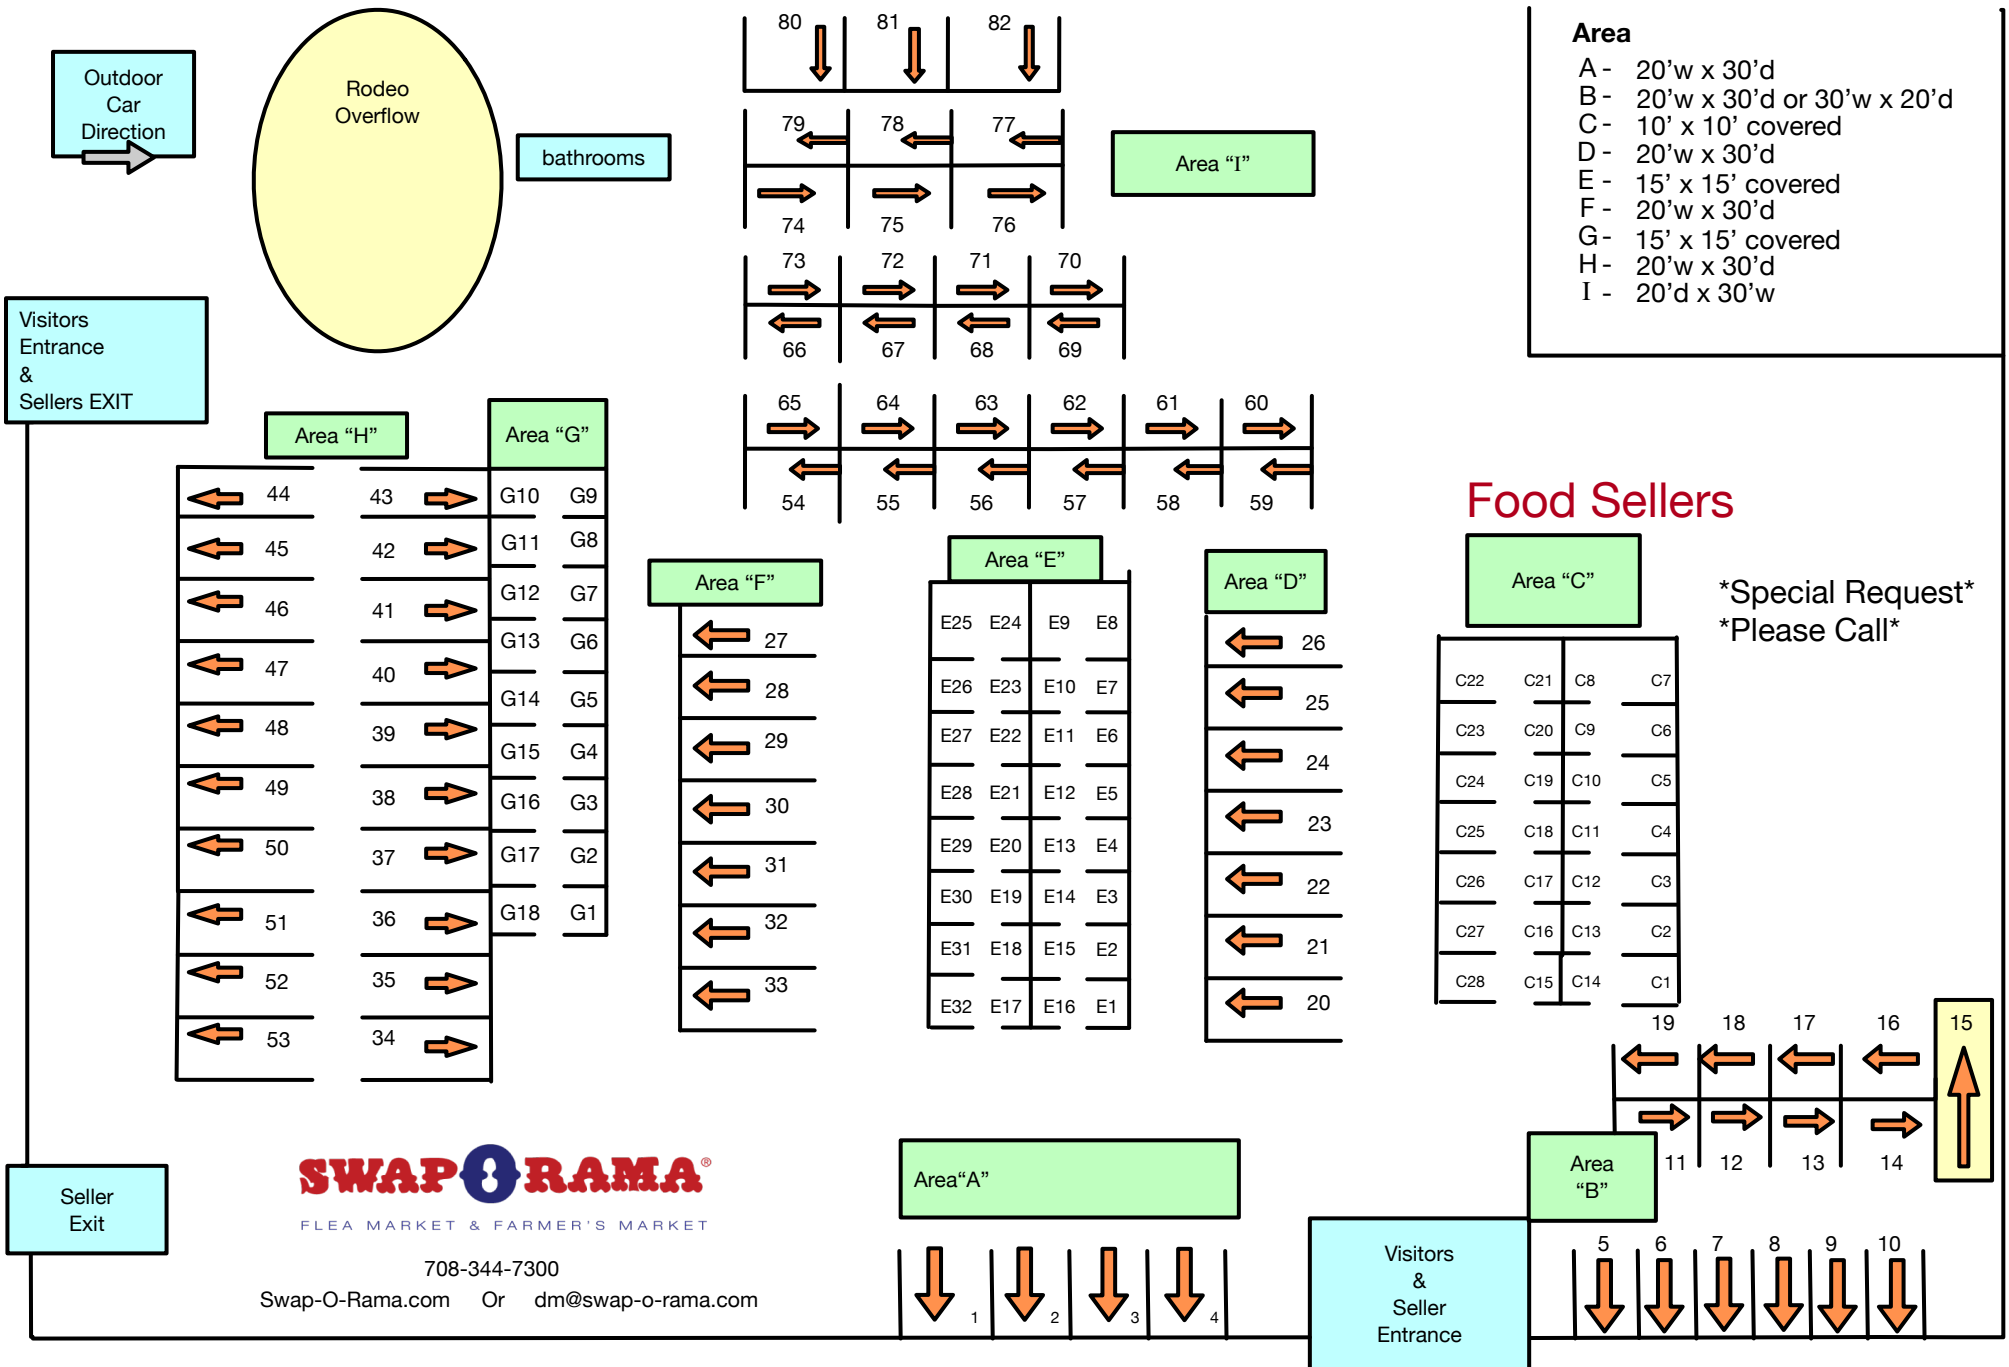 Outdoor
Car
Direction
Rodeo
Overflow
bathrooms
80 81 82
79 78 77
74 75 76
Area “I”
73 72 71 70
66 67 68 69
65 64 63 62 61 60
54 55 56 57 58 59
Area
A - 20’w x 30’d
B - 20’w x 30’d or 30’w x 20’d
C - 10’ x 10’ covered
D - 20’w x 30’d
E - 15’ x 15’ covered
F - 20’w x 30’d
G - 15’ x 15’ covered
H - 20’w x 30’d
I - 20’d x 30’w
Visitors
Entrance
&
Sellers EXIT
Area “H”
44 43
45 42
46 41
47 40
48 39
49 38
50 37
51 36
52 35
53 34
Area “G”
G10 G9
G11 G8
G12 G7
G13 G6
G14 G5
G15 G4
G16 G3
G17 G2
G18 G1
Area “F”
27
28
29
30
31
32
33
Area “E”
E25 E24 E9 E8
E26 E23 E10 E7
E27 E22 E11 E6
E28 E21 E12 E5
E29 E20 E13 E4
E30 E19 E14 E3
E31 E18 E15 E2
E32 E17 E16 E1
Area “D”
26
25
24
23
22
21
20
Food Sellers
Area “C”
*Special Request*
*Please Call*
C22 C21 C8 C7
C23 C20 C9 C6
C24 C19 C10 C5
C25 C18 C11 C4
C26 C17 C12 C3
C27 C16 C13 C2
C28 C15 C14 C1
19 18 17 16 15
11 12 13 14
Area
“B”
5 6 7 8 9 10
Visitors
&
Seller
Entrance
Area“A”
1 2 3 4
Seller
Exit
SWAP O RAMA®
FLEA MARKET & FARMER'S MARKET
708-344-7300
Swap-O-Rama.com Or dm@swap-o-rama.com